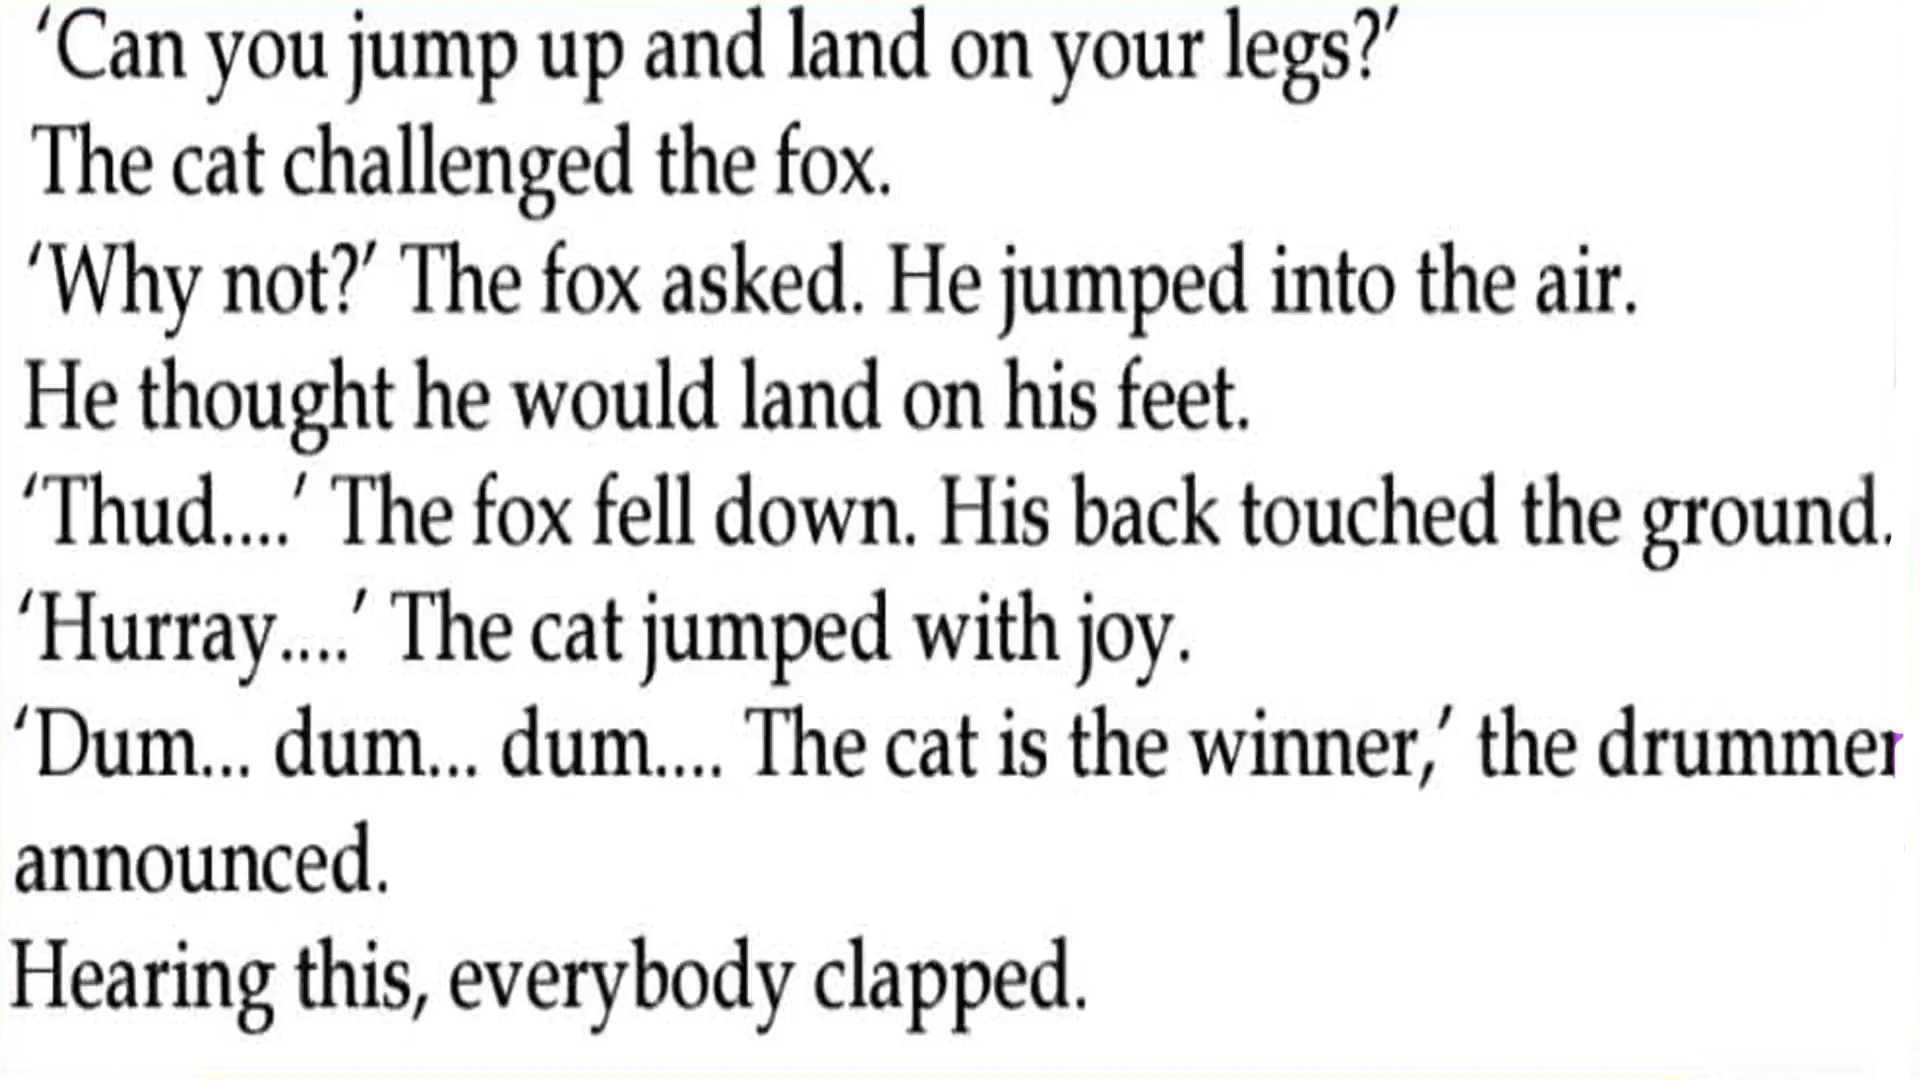 ‘Can you jump up and land on your legs?’
The cat challenged the fox.
‘Why not?’ The fox asked. He jumped into the air.
He thought he would land on his feet.
‘Thud....’ The fox fell down. His back touched the ground.
‘Hurray....’ The cat jumped with joy.
‘Dum... dum... dum.... The cat is the winner,’ the drummer
announced.
Hearing this, everybody clapped.